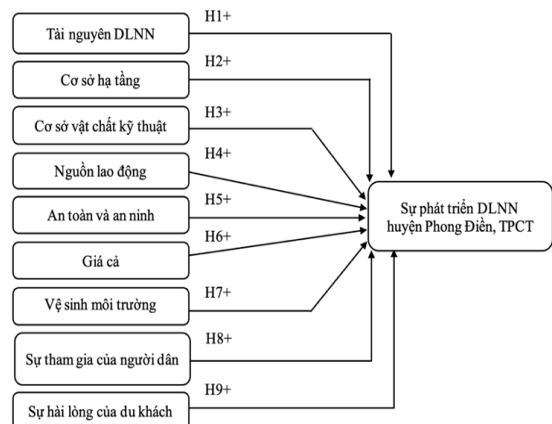 Tài nguyên DLNN
H1+
Cơ sở hạ tầng
H2+
Cơ sở vật chất kỹ thuật
H3+
Nguồn lao động
H4+
An toàn và an ninh
H5+
Giá cả
H6+
Vệ sinh môi trường
H7+
Sự tham gia của người dân
H8+
Sự hài lòng của du khách
H9+
Sự phát triển DLNN
huyện Phong Điền, TPCT